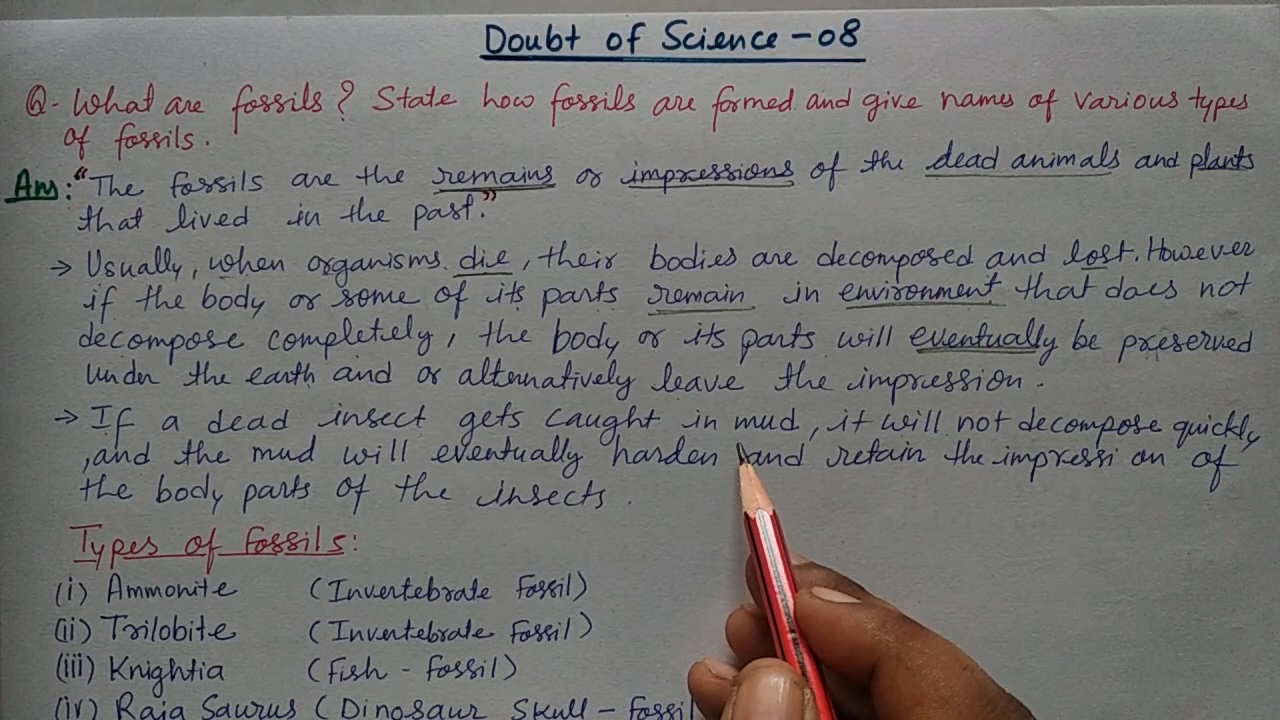 Doubt of Science - 08
Q- What are fossils? State how fossils are formed and give names of various types
of fossils.
Ans: "The fossils are the remains or impressions of the dead animals and plants
that lived in the past."
→ Usually, when organisms die, their bodies are decomposed and lost. However
if the body or some of its parts remain in environment that does not
decompose completely, the body or its parts will eventually be preserved
under the earth and or alternatively leave the impression.
→ If a dead insect gets caught in mud, it will not decompose quickly
, and the mud will eventually harden and retain the impression of
the body parts of the insects.
Types of Fossils:
(i) Ammonite (Invertebrate Fossil)
(ii) Trilobite (Invertebrate Fossil)
(iii) Knightia (Fish - Fossil)
(iv) Raja Saurus (Dinosaur Skull - Fossil